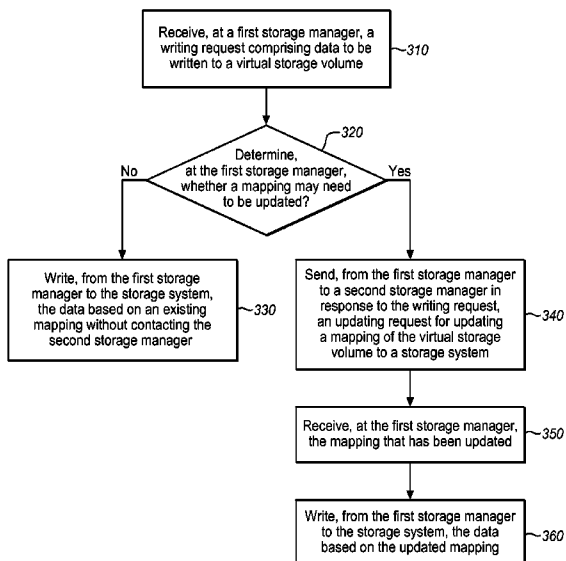 Receive, at a first storage manager, a
writing request comprising data to be
written to a virtual storage volume
310
320
Determine,
at the first storage manager,
whether a mapping may need
to be updated?
No
Yes
Write, from the first storage
manager to the storage system,
the data based on an existing
mapping without contacting the
second storage manager
330
Send, from the first storage manager
to a second storage manager in
response to the writing request,
an updating request for updating
a mapping of the virtual storage
volume to a storage system
340
Receive, at the first storage manager,
the mapping that has been updated
350
Write, from the first storage manager
to the storage system, the data
based on the updated mapping
360